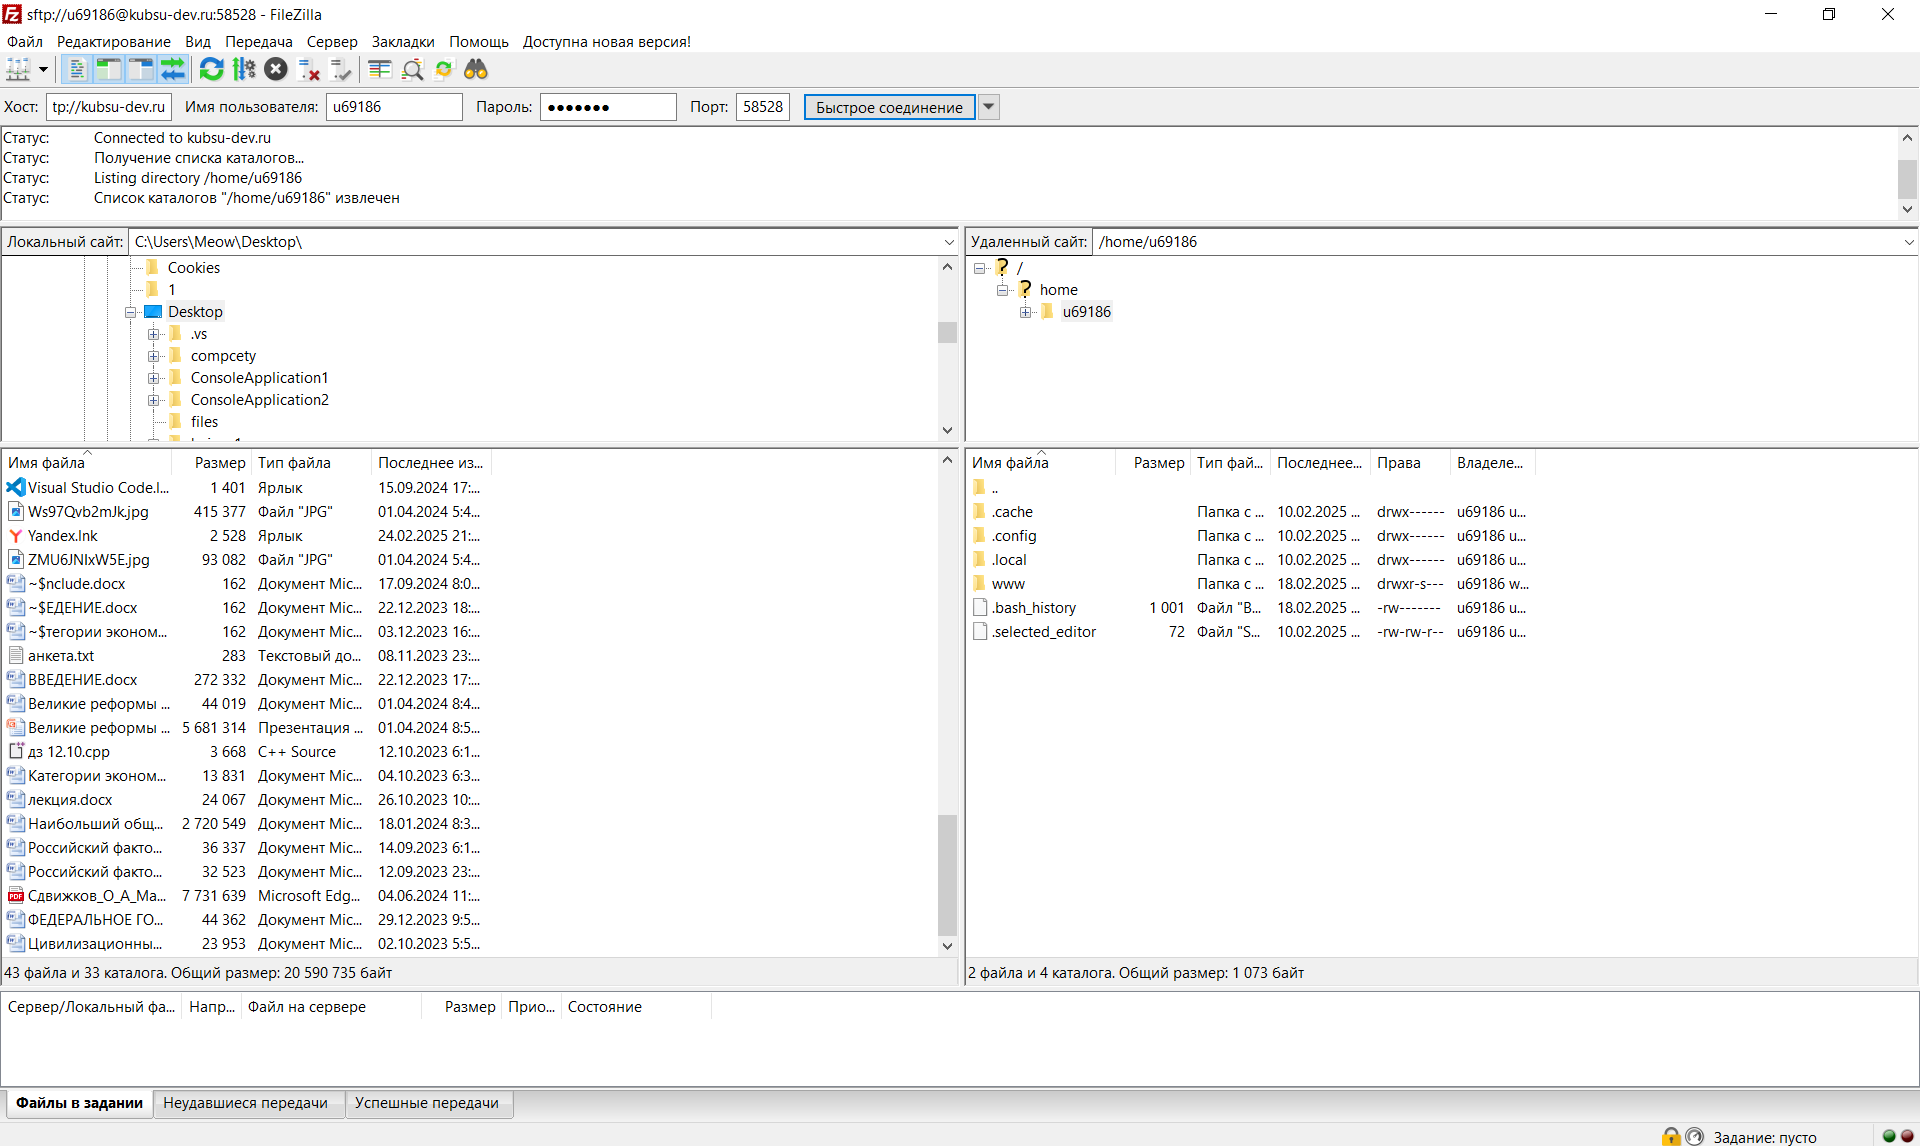 sftp://u69186@kubsu-dev.ru:58528 - FileZilla
Файл Редактирование Вид Передача Сервер Закладки Помощь Доступна новая версия!
Хост: tp://kubsu-dev.ru Имя пользователя: u69186 Пароль: ●●●●●●● Порт: 58528 Быстрое соединение
Статус: Connected to kubsu-dev.ru
Статус: Получение списка каталогов...
Статус: Listing directory /home/u69186
Статус: Список каталогов "/home/u69186" извлечен
Локальный сайт: C:\Users\Meow\Desktop\
Cookies
1
Desktop
.vs
compcety
ConsoleApplication1
ConsoleApplication2
files
Удаленный сайт: /home/u69186
/
home
u69186
Имя файла Размер Тип файла Последнее из...
Visual Studio Code.l... 1 401 Ярлык 15.09.2024 17:...
Ws97Qvb2mJk.jpg 415 377 Файл "JPG" 01.04.2024 5:4...
Yandex.lnk 2 528 Ярлык 24.02.2025 21:...
ZMU6JNIxW5E.jpg 93 082 Файл "JPG" 01.04.2024 5:4...
~$nclude.docx 162 Документ Mic... 17.09.2024 8:0...
~$ЕДЕНИЕ.docx 162 Документ Mic... 22.12.2023 18:...
~$тегории эконом... 162 Документ Mic... 03.12.2023 16:...
анкета.txt 283 Текстовый до... 08.11.2023 23:...
ВВЕДЕНИЕ.docx 272 332 Документ Mic... 22.12.2023 17:...
Великие реформы ... 44 019 Документ Mic... 01.04.2024 8:4...
Великие реформы ... 5 681 314 Презентация ... 01.04.2024 8:5...
дз 12.10.cpp 3 668 C++ Source 12.10.2023 6:1...
Категории эконом... 13 831 Документ Mic... 04.10.2023 6:3...
лекция.docx 24 067 Документ Mic... 26.10.2023 10:...
Наибольший общ... 2 720 549 Документ Mic... 18.01.2024 8:3...
Российский факто... 36 337 Документ Mic... 14.09.2023 6:1...
Российский факто... 32 523 Документ Mic... 12.09.2023 23:...
Сдвижков_О_А_Ма... 7 731 639 Microsoft Edg... 04.06.2024 11:...
ФЕДЕРАЛЬНОЕ ГО... 44 362 Документ Mic... 29.12.2023 9:5...
Цивилизационны... 23 953 Документ Mic... 02.10.2023 5:5...
43 файла и 33 каталога. Общий размер: 20 590 735 байт
Имя файла Размер Тип фай... Последнее... Права Владеле...
..
.cache Папка с ... 10.02.2025 ... drwx------ u69186 u...
.config Папка с ... 10.02.2025 ... drwx------ u69186 u...
.local Папка с ... 10.02.2025 ... drwx------ u69186 u...
www Папка с ... 18.02.2025 ... drwxr-s--- u69186 w...
.bash_history 1 001 Файл "B... 18.02.2025 ... -rw------- u69186 u...
.selected_editor 72 Файл "S... 10.02.2025 ... -rw-rw-r-- u69186 u...
2 файла и 4 каталога. Общий размер: 1 073 байт
Сервер/Локальный фа... Напр... Файл на сервере Размер Прио... Состояние
Файлы в задании Неудавшиеся передачи Успешные передачи
Задание: пусто